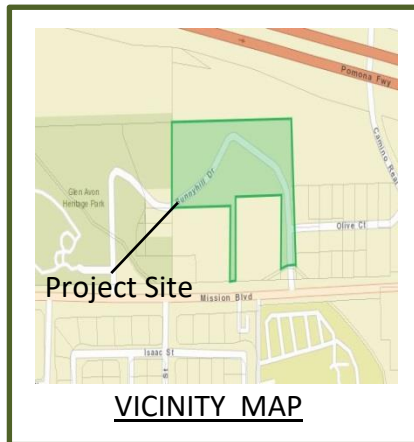 Pomona Fwy
Camino Real
Sunnyhill Dr
Glen Avon
Heritage Park
Olive Ct
Project Site
Mission Blvd
Isaac St
St
VICINITY MAP